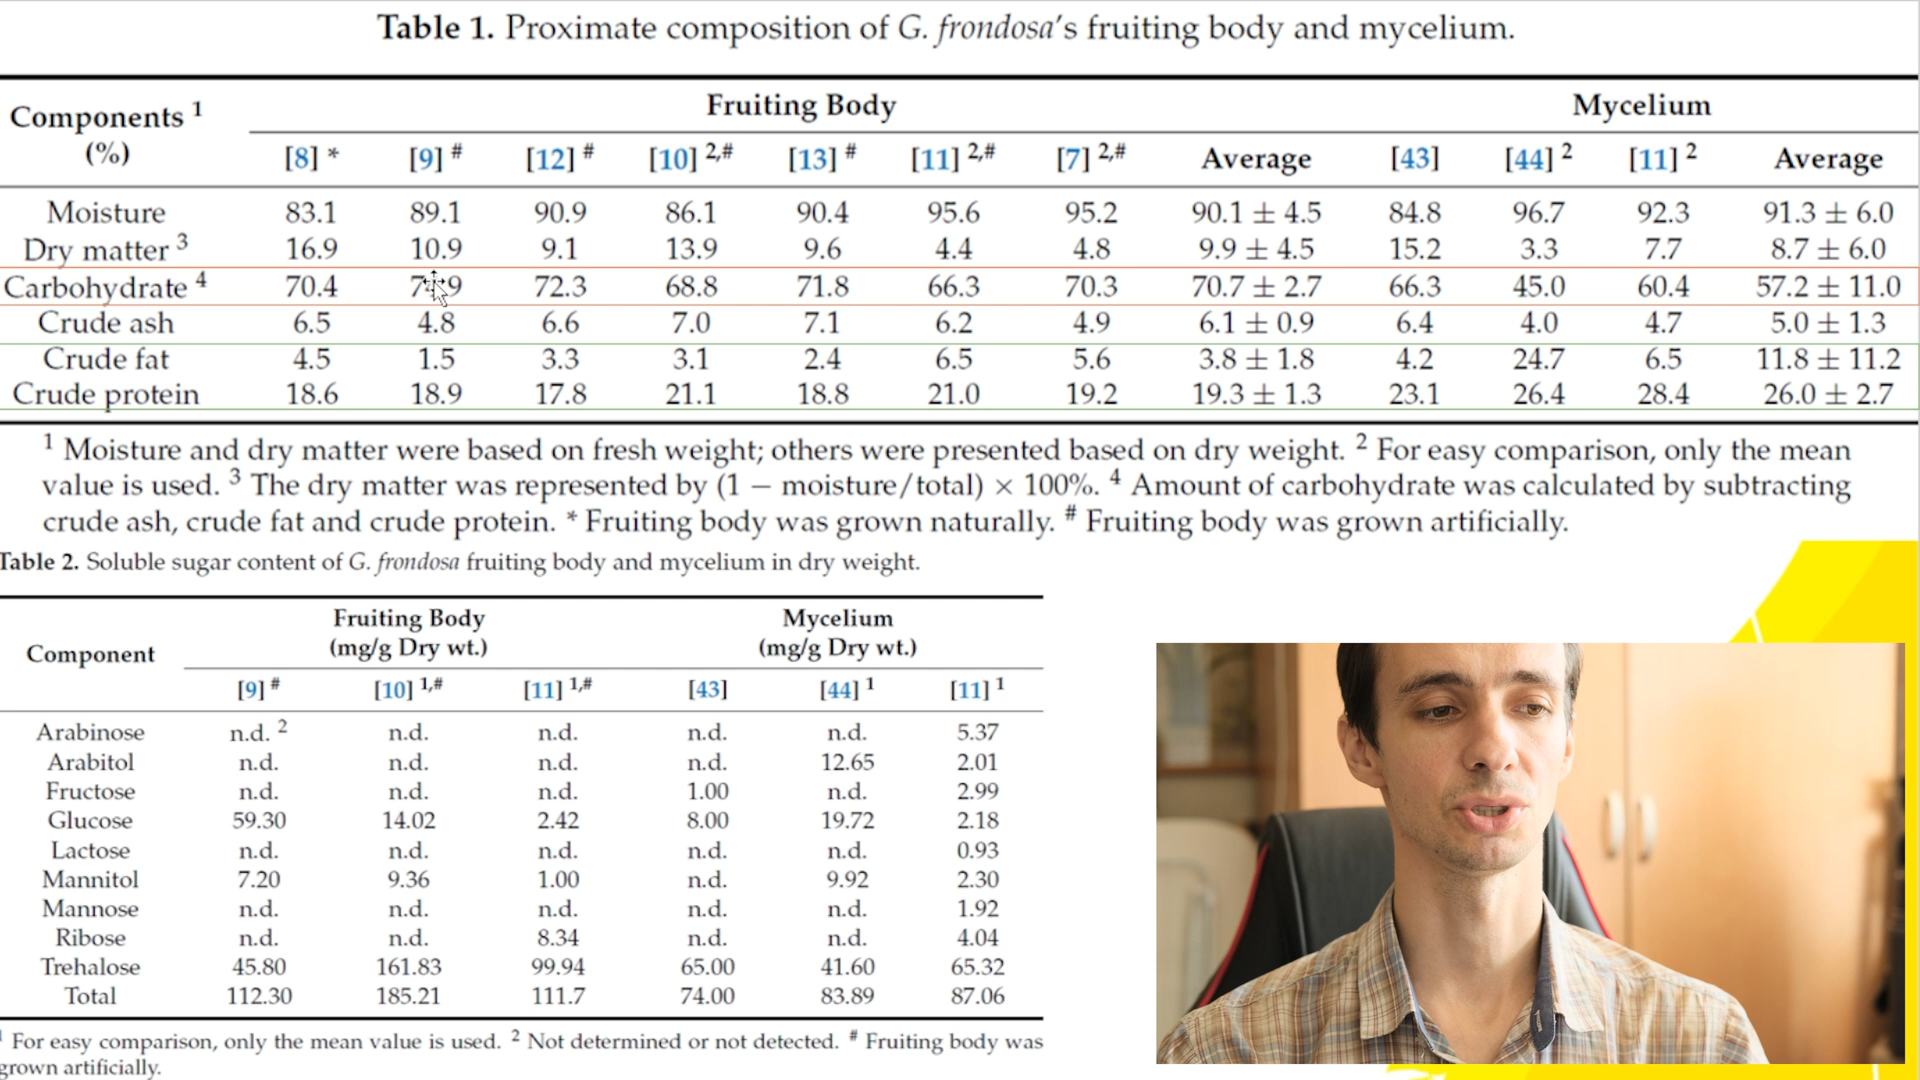 Table 1. Proximate composition of G. frondosa's fruiting body and mycelium.
Components 1 (%) Fruiting Body Mycelium
[8] * [9] # [12] # [10] 2,# [13] # [11] 2,# [7] 2,# Average [43] [44] 2 [11] 2 Average
Moisture 83.1 89.1 90.9 86.1 90.4 95.6 95.2 90.1 ± 4.5 84.8 96.7 92.3 91.3 ± 6.0
Dry matter 3 16.9 10.9 9.1 13.9 9.6 4.4 4.8 9.9 ± 4.5 15.2 3.3 7.7 8.7 ± 6.0
Carbohydrate 4 70.4 72.3 68.8 71.8 66.3 70.3 70.7 ± 2.7 66.3 45.0 60.4 57.2 ± 11.0
Crude ash 6.5 4.8 6.6 7.0 7.1 6.2 4.9 6.1 ± 0.9 6.4 4.0 4.7 5.0 ± 1.3
Crude fat 4.5 1.5 3.3 3.1 2.4 6.5 5.6 3.8 ± 1.8 4.2 24.7 6.5 11.8 ± 11.2
Crude protein 18.6 18.9 17.8 21.1 18.8 21.0 19.2 19.3 ± 1.3 23.1 26.4 28.4 26.0 ± 2.7
1 Moisture and dry matter were based on fresh weight; others were presented based on dry weight. 2 For easy comparison, only the mean
value is used. 3 The dry matter was represented by (1 − moisture/total) × 100%. 4 Amount of carbohydrate was calculated by subtracting
crude ash, crude fat and crude protein. * Fruiting body was grown naturally. # Fruiting body was grown artificially.
Table 2. Soluble sugar content of G. frondosa fruiting body and mycelium in dry weight.
Component Fruiting Body (mg/g Dry wt.) Mycelium (mg/g Dry wt.)
[9] # [10] 1,# [11] 1,# [43] [44] 1 [11] 1
Arabinose n.d. 2 n.d. n.d. n.d. n.d. 5.37
Arabitol n.d. n.d. n.d. n.d. 12.65 2.01
Fructose n.d. n.d. n.d. 1.00 n.d. 2.99
Glucose 59.30 14.02 2.42 8.00 19.72 2.18
Lactose n.d. n.d. n.d. n.d. n.d. 0.93
Mannitol 7.20 9.36 1.00 n.d. 9.92 2.30
Mannose n.d. n.d. n.d. n.d. n.d. 1.92
Ribose n.d. n.d. 8.34 n.d. n.d. 4.04
Trehalose 45.80 161.83 99.94 65.00 41.60 65.32
Total 112.30 185.21 111.7 74.00 83.89 87.06
1 For easy comparison, only the mean value is used. 2 Not determined or not detected. # Fruiting body was
grown artificially.